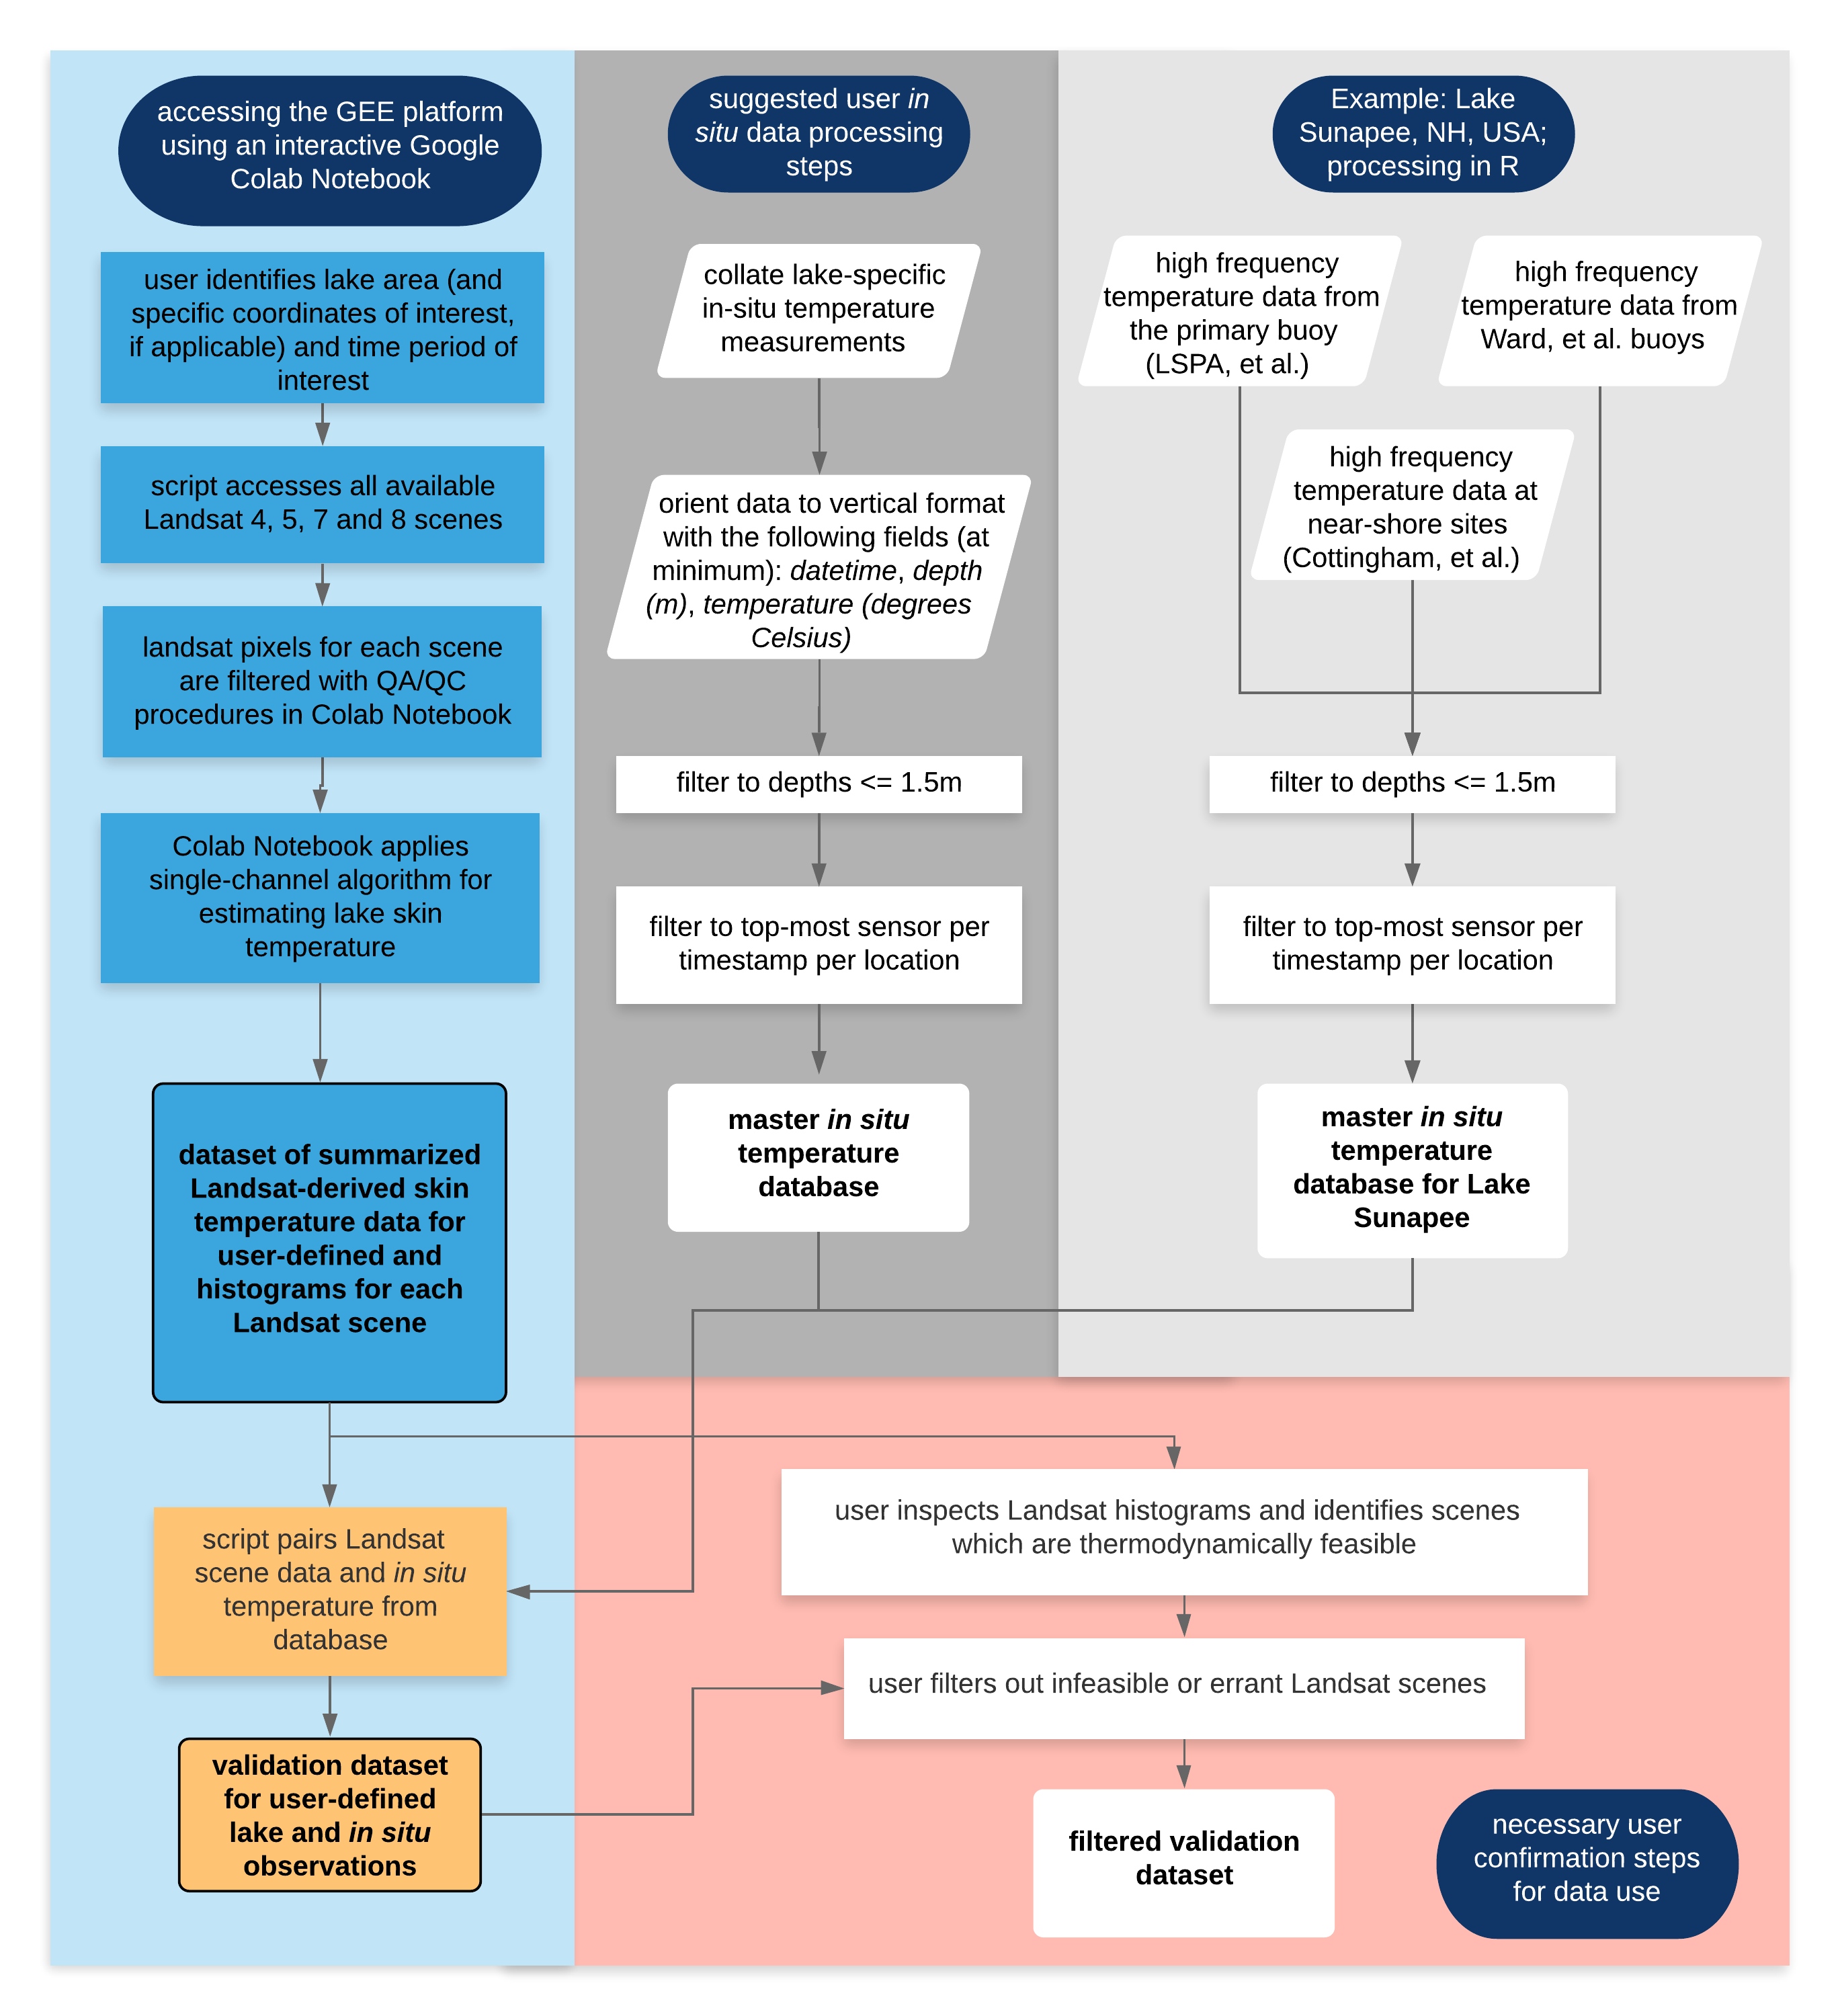 accessing the GEE platform
using an interactive Google
Colab Notebook
user identifies lake area (and
specific coordinates of interest,
if applicable) and time period of
interest
script accesses all available
Landsat 4, 5, 7 and 8 scenes
landsat pixels for each scene
are filtered with QA/QC
procedures in Colab Notebook
Colab Notebook applies
single-channel algorithm for
estimating lake skin
temperature
dataset of summarized
Landsat-derived skin
temperature data for
user-defined and
histograms for each
Landsat scene
script pairs Landsat
scene data and in situ
temperature from
database
validation dataset
for user-defined
lake and in situ
observations
suggested user in
situ data processing
steps
collate lake-specific
in-situ temperature
measurements
orient data to vertical format
with the following fields (at
minimum): datetime, depth
(m), temperature (degrees
Celsius)
filter to depths <= 1.5m
filter to top-most sensor per
timestamp per location
master in situ
temperature
database
Example: Lake
Sunapee, NH, USA;
processing in R
high frequency
temperature data from
the primary buoy
(LSPA, et al.)
high frequency
temperature data from
Ward, et al. buoys
high frequency
temperature data at
near-shore sites
(Cottingham, et al.)
filter to depths <= 1.5m
filter to top-most sensor per
timestamp per location
master in situ
temperature
database for Lake
Sunapee
user inspects Landsat histograms and identifies scenes
which are thermodynamically feasible
user filters out infeasible or errant Landsat scenes
filtered validation
dataset
necessary user
confirmation steps
for data use